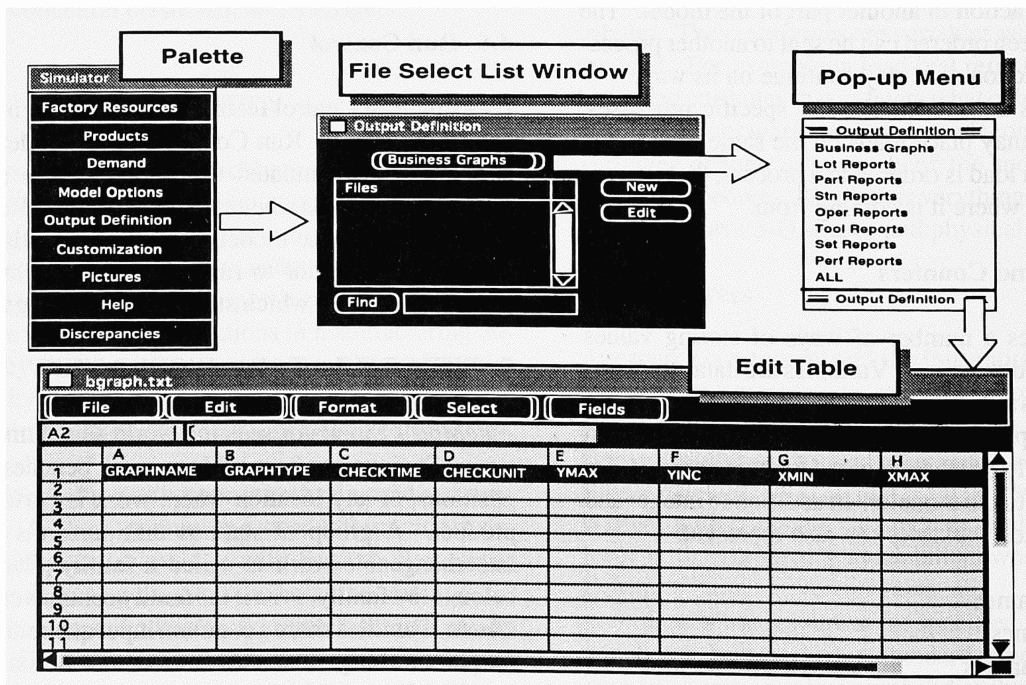 Palette
Simulator
Factory Resources
Products
Demand
Model Options
Output Definition
Customization
Pictures
Help
Discrepancies
File Select List Window
Output Definition
Business Graphs
Files
New
Edit
Find
Pop-up Menu
Output Definition
Business Graphs
Lot Reports
Part Reports
Stn Reports
Oper Reports
Tool Reports
Set Reports
Perf Reports
ALL
Output Definition
Edit Table
bgraph.txt
File Edit Format Select Fields
A2
A B C D E F G H
1 GRAPHNAME GRAPHTYPE CHECKTIME CHECKUNIT YMAX YINC XMIN XMAX
2
3
4
5
6
7
8
9
10
11